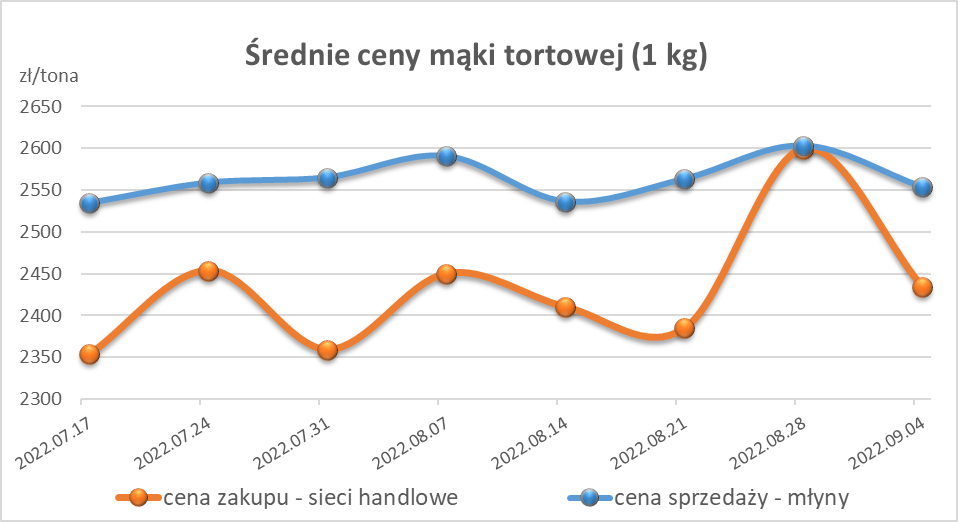 Średnie ceny mąki tortowej (1 kg)
zł/tona
2650
2600
2550
2500
2450
2400
2350
2300
2022.07.17 2022.07.24 2022.07.31 2022.08.07 2022.08.14 2022.08.21 2022.08.28 2022.09.04
cena zakupu - sieci handlowe cena sprzedaży - młyny